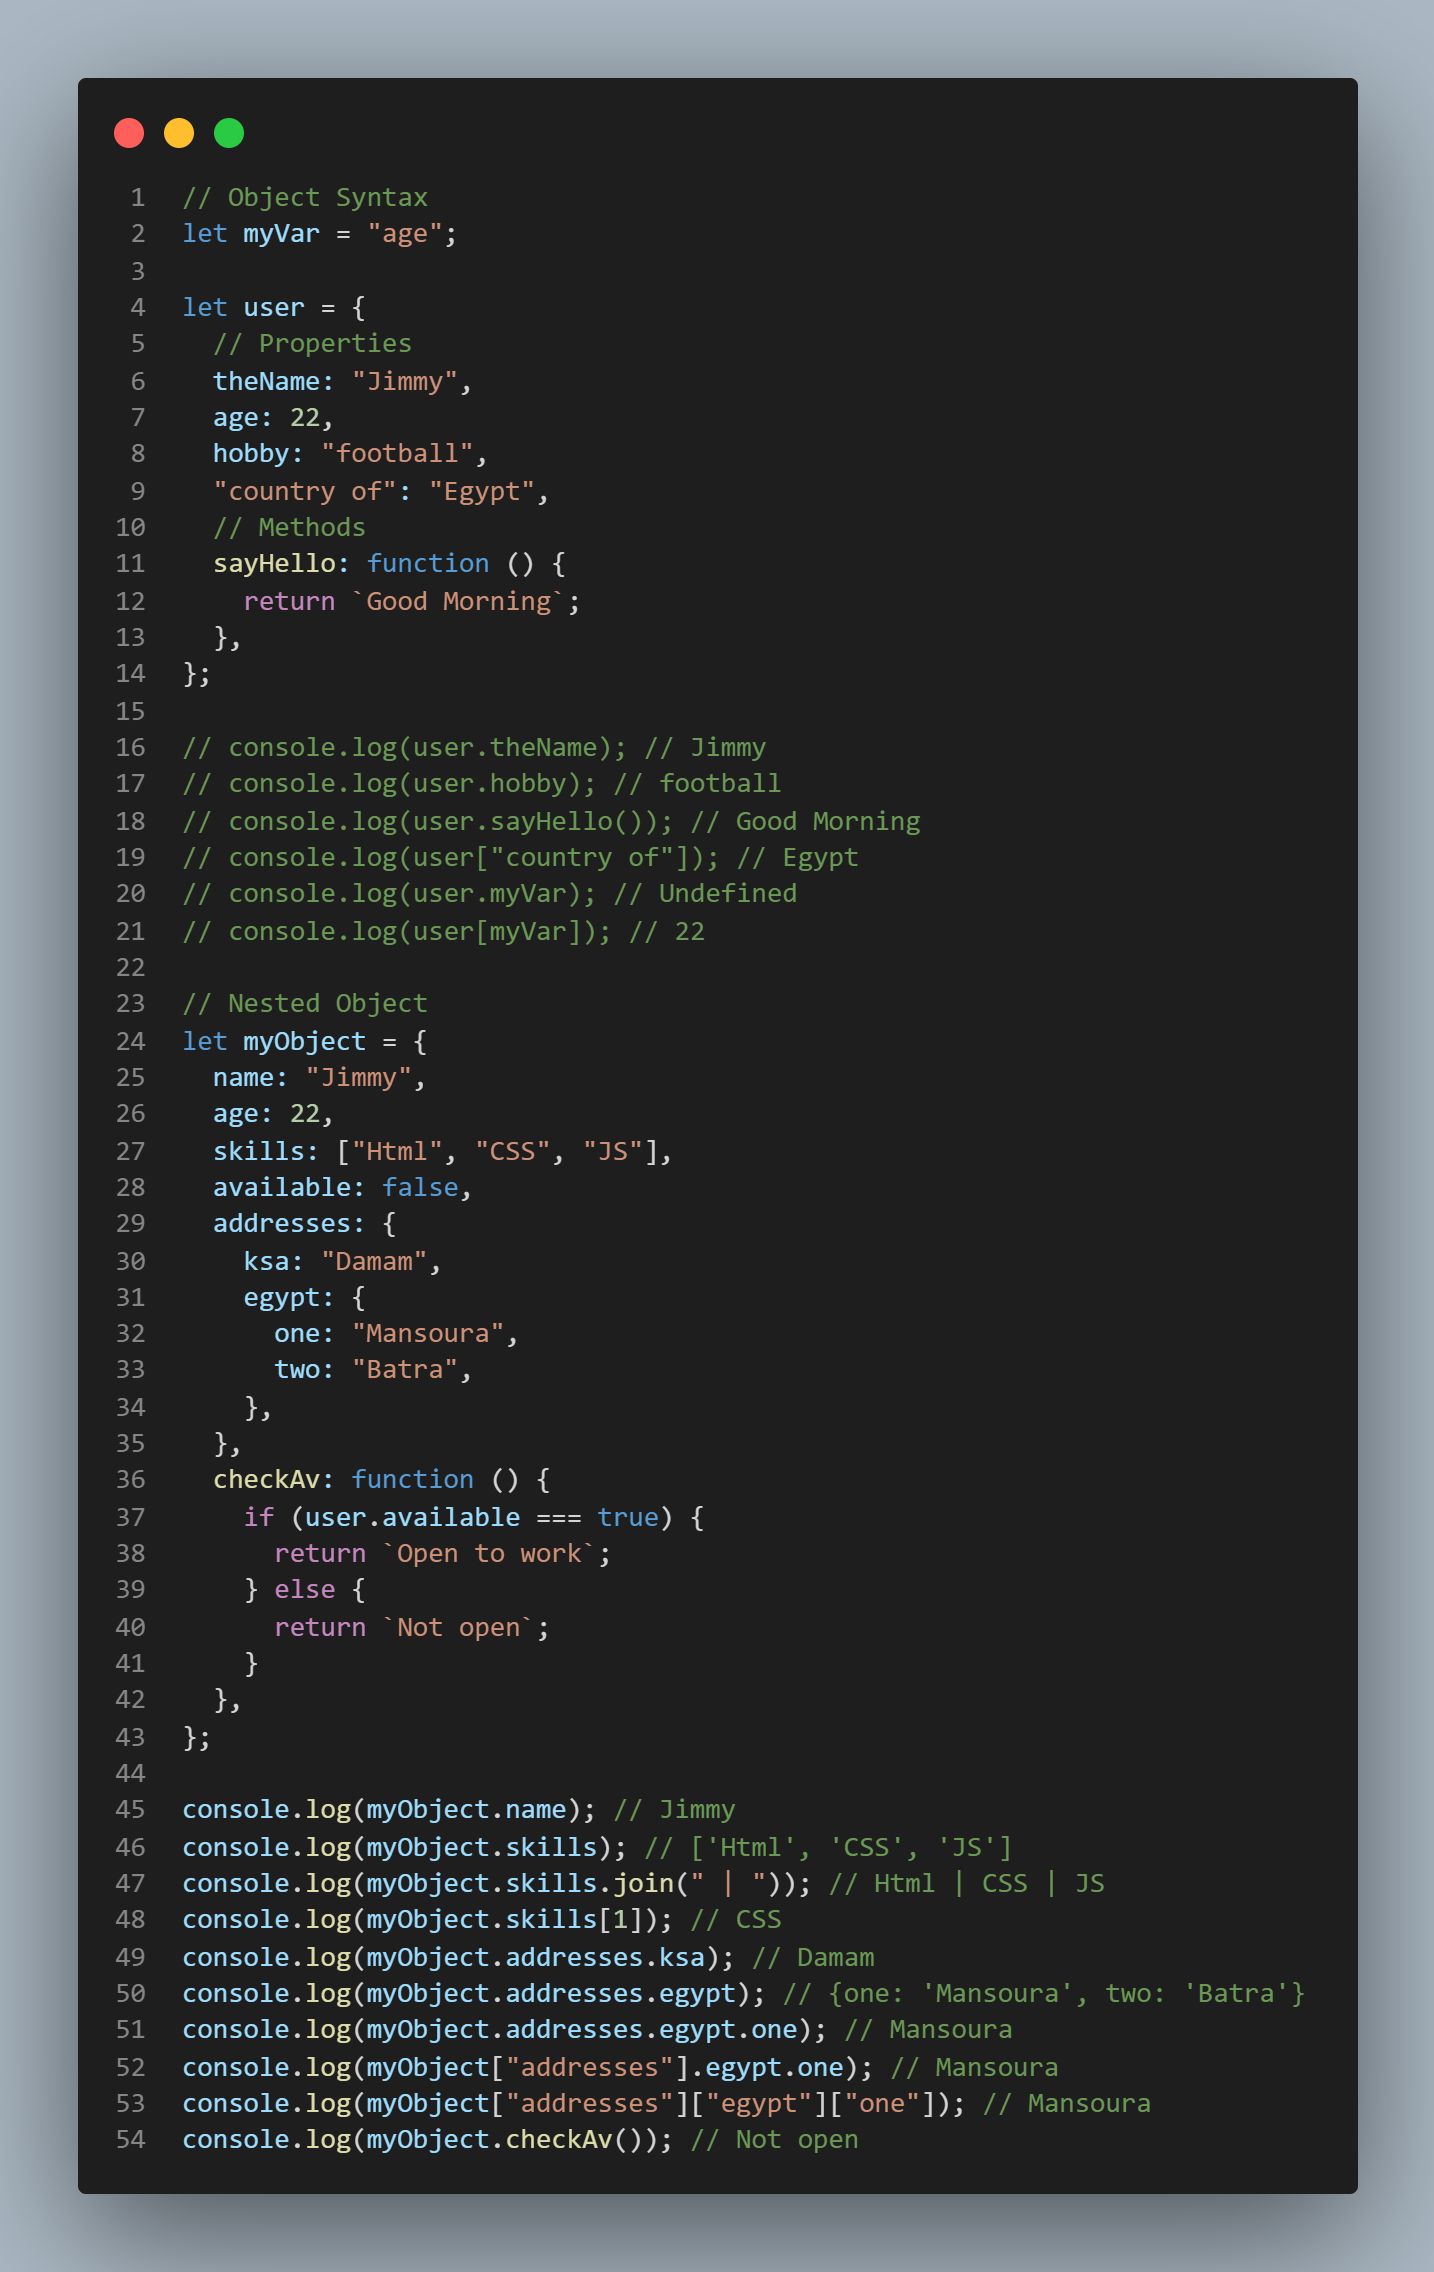 1 // Object Syntax
2 let myVar = "age";
3
4 let user = {
5   // Properties
6   theName: "Jimmy",
7   age: 22,
8   hobby: "football",
9   "country of": "Egypt",
10   // Methods
11   sayHello: function () {
12     return `Good Morning`;
13   },
14 };
15
16 // console.log(user.theName); // Jimmy
17 // console.log(user.hobby); // football
18 // console.log(user.sayHello()); // Good Morning
19 // console.log(user["country of"]); // Egypt
20 // console.log(user.myVar); // Undefined
21 // console.log(user[myVar]); // 22
22
23 // Nested Object
24 let myObject = {
25   name: "Jimmy",
26   age: 22,
27   skills: ["Html", "CSS", "JS"],
28   available: false,
29   addresses: {
30     ksa: "Damam",
31     egypt: {
32       one: "Mansoura",
33       two: "Batra",
34     },
35   },
36   checkAv: function () {
37     if (user.available === true) {
38       return `Open to work`;
39     } else {
40       return `Not open`;
41     }
42   },
43 };
44
45 console.log(myObject.name); // Jimmy
46 console.log(myObject.skills); // ['Html', 'CSS', 'JS']
47 console.log(myObject.skills.join(" | ")); // Html | CSS | JS
48 console.log(myObject.skills[1]); // CSS
49 console.log(myObject.addresses.ksa); // Damam
50 console.log(myObject.addresses.egypt); // {one: 'Mansoura', two: 'Batra'}
51 console.log(myObject.addresses.egypt.one); // Mansoura
52 console.log(myObject["addresses"].egypt.one); // Mansoura
53 console.log(myObject["addresses"]["egypt"]["one"]); // Mansoura
54 console.log(myObject.checkAv()); // Not open